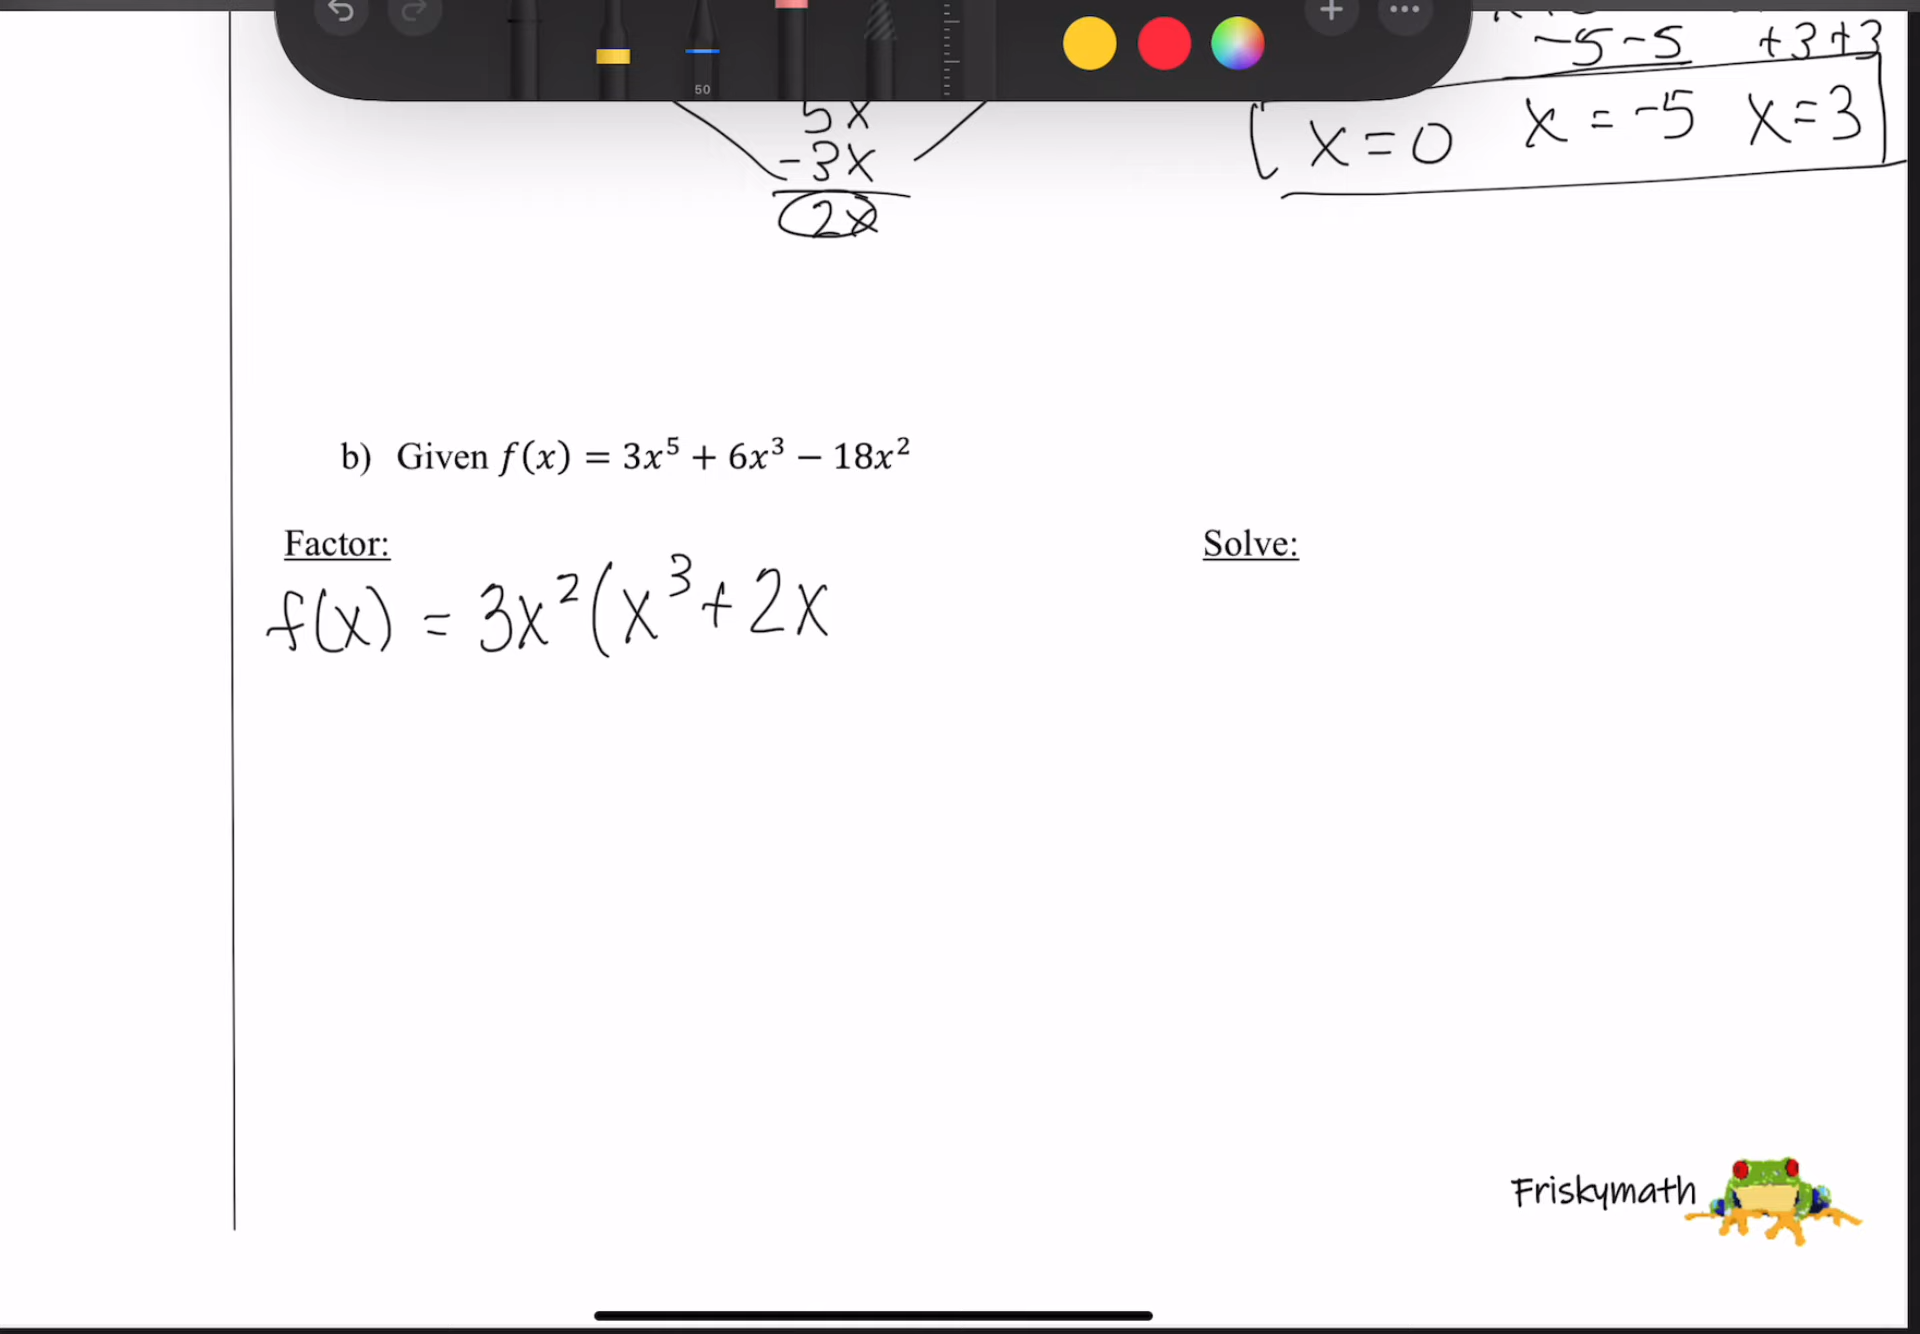 50
-5-5 +3+3
5x
x=0 x=-5 x=3
-3x
2x
b) Given f(x) = 3x⁵ + 6x³ − 18x²
Factor: Solve:
f(x) = 3x²(x³+2x
Friskymath